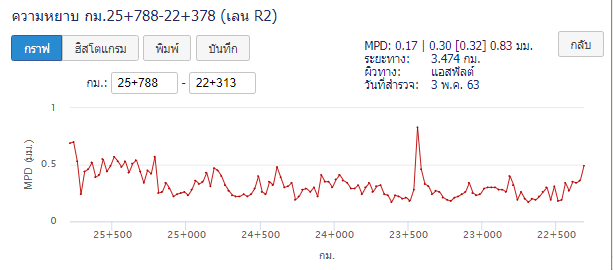 ความหยาบ กม.25+788-22+378 (เลน R2)
กราฟ ฮิสโตแกรม พิมพ์ บันทึก
MPD: 0.17 | 0.30 [0.32] 0.83 มม.
ระยะทาง: 3.474 กม.
ผิวทาง: แอสฟัลต์
วันที่สำรวจ: 3 พ.ค. 63
กลับ
กม.: 25+788 - 22+313
MPD (มม.)
1
0.5
0
25+500 25+000 24+500 24+000 23+500 23+000 22+500
กม.